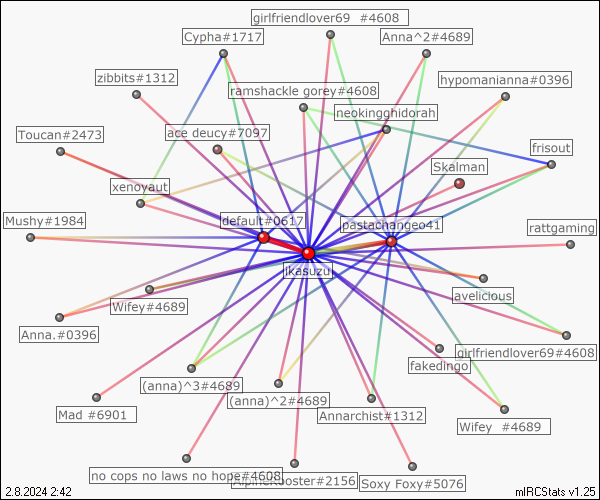 girlfriendlover69  #4608
Cypha#1717
Anna^2#4689
zibbits#1312
hypomanianna#0396
ramshackle gorey#4608
neokingghidorah
Toucan#2473
ace deucy#7097
frisout
Skalman
xenoyaut
Mushy#1984
default#0617
pastachangeo41
rattgaming
ikasuzu
Wifey#4689
avelicious
Anna.#0396
girlfriendlover69#4608
fakedingo
(anna)^3#4689
(anna)^2#4689
Mad #6901
Annarchist#1312
Wifey  #4689
no cops no laws no hope#4608
AlpineRooster#2156
Soxy Foxy#5076
2.8.2024 2:42
mIRCStats v1.25